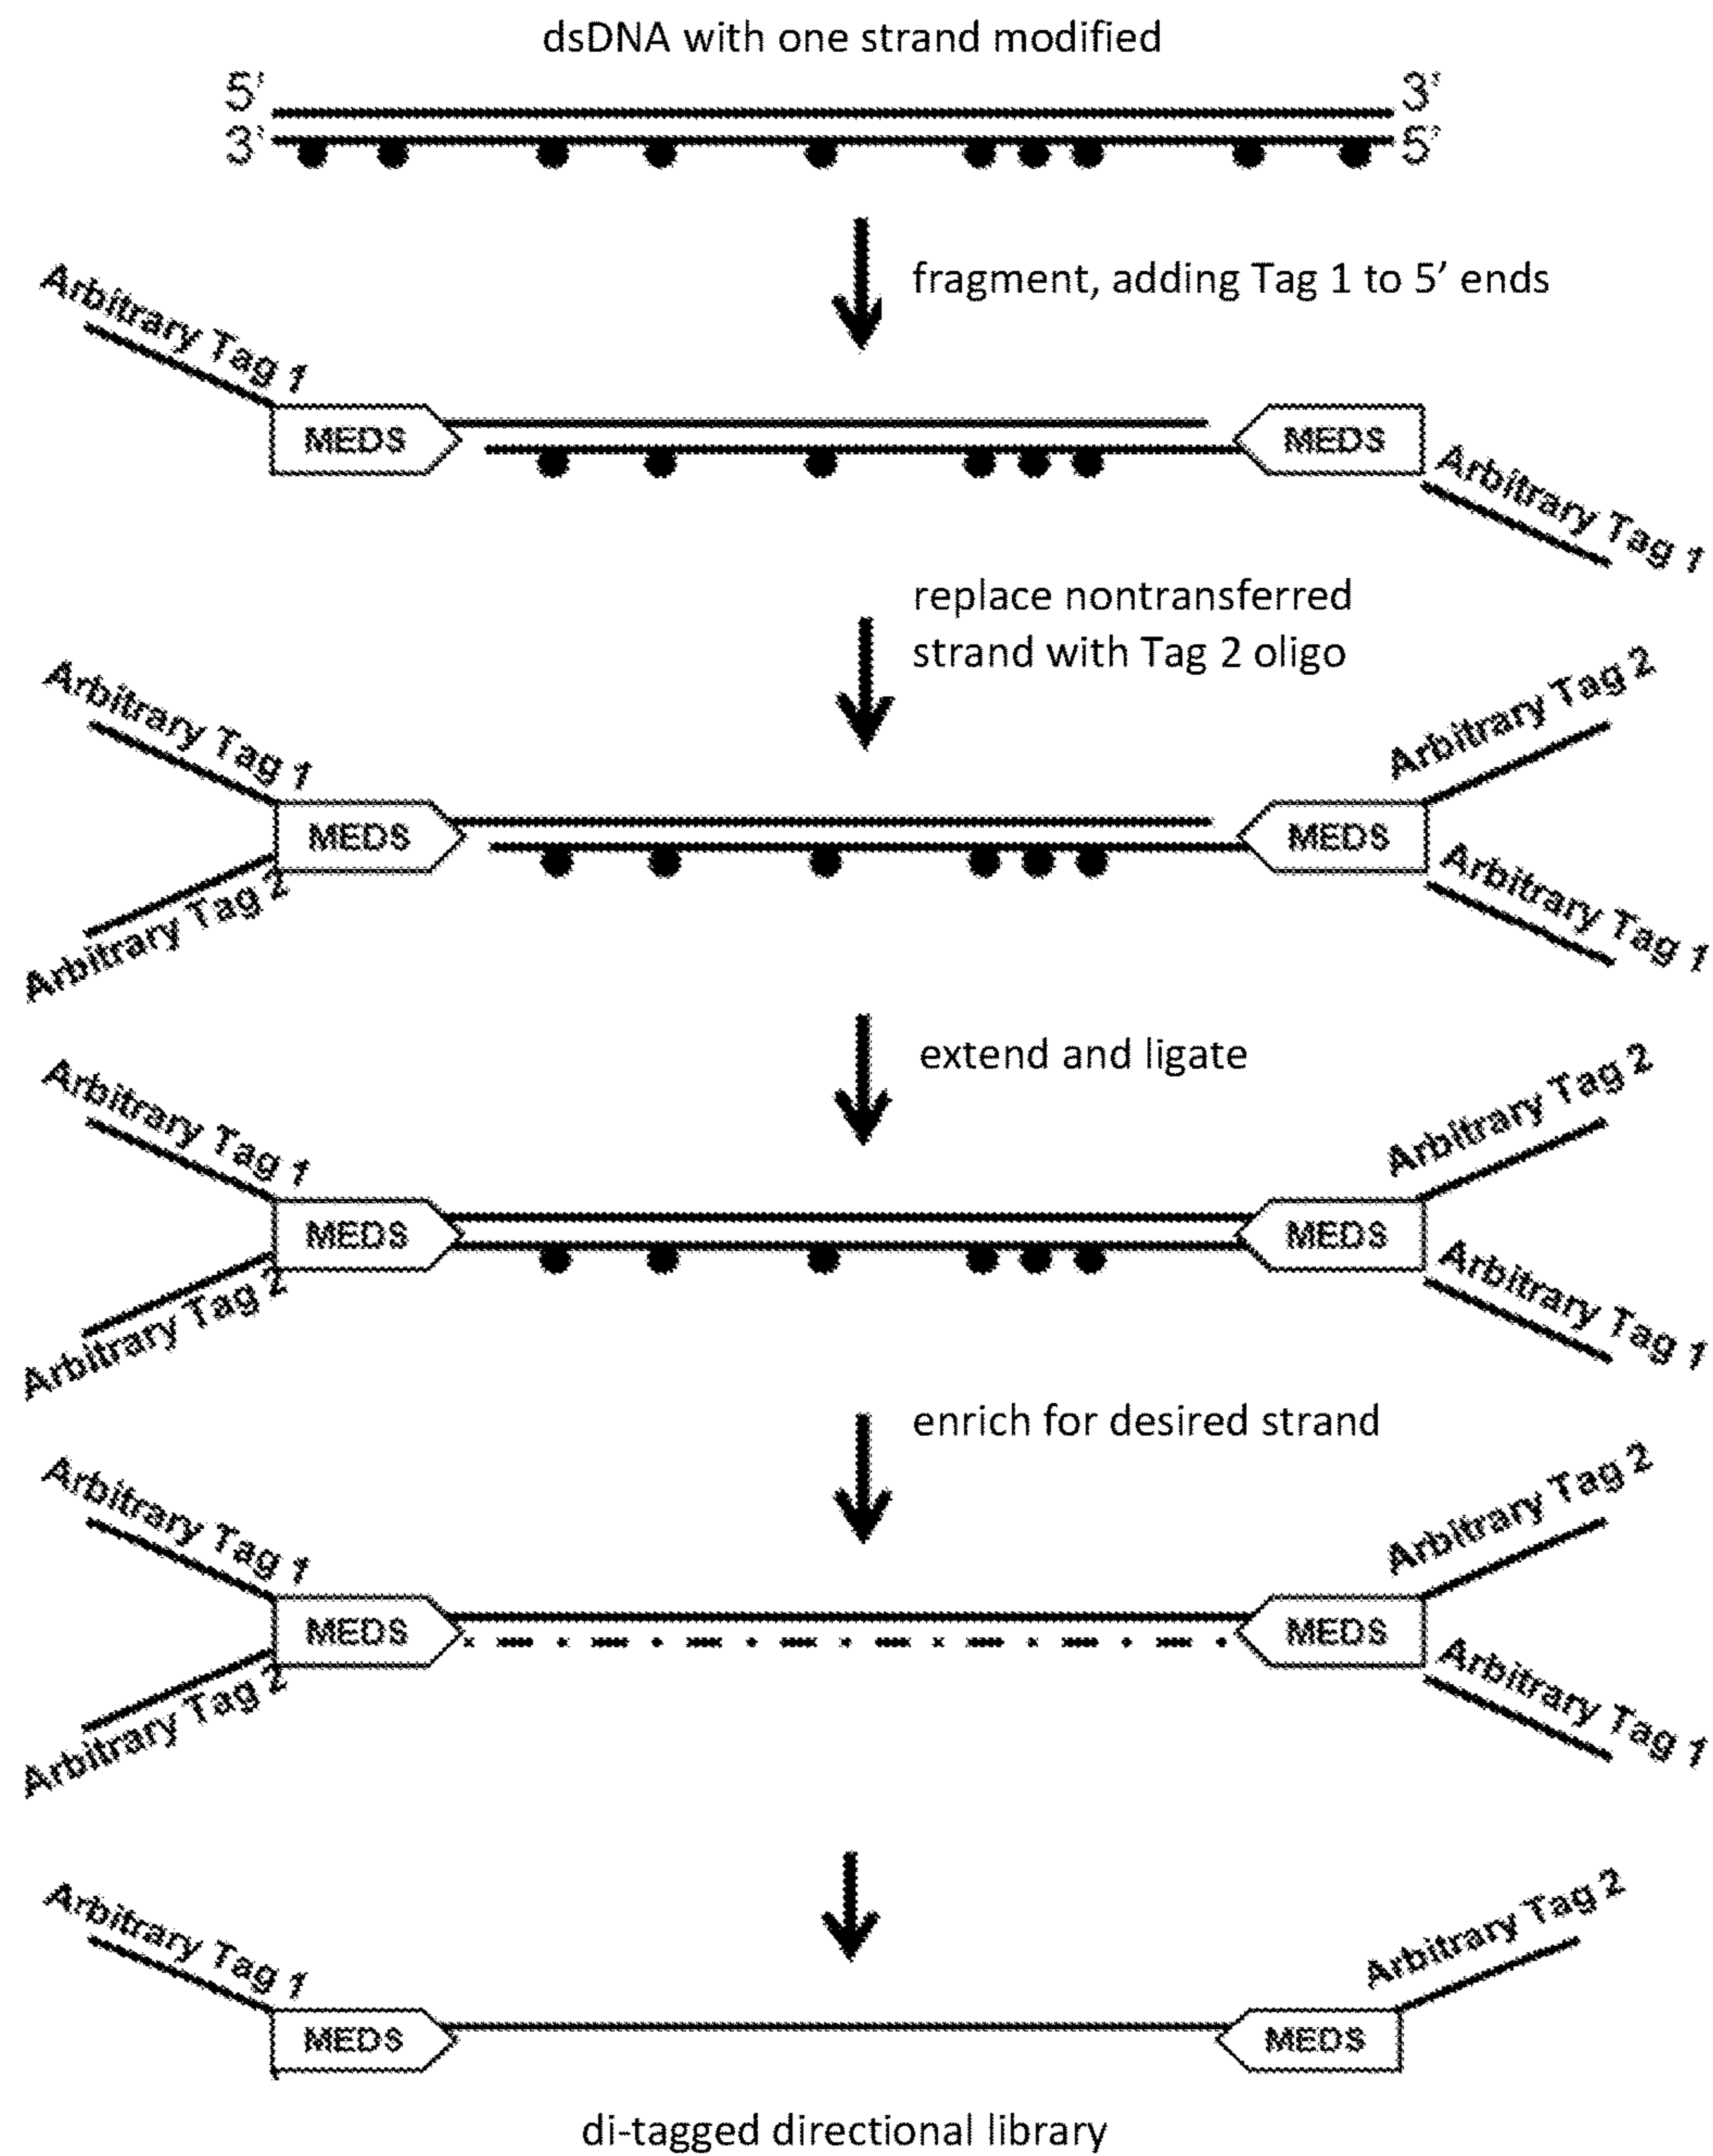 dsDNA with one strand modified
5' 3'
3' 5'
fragment, adding Tag 1 to 5' ends
Arbitrary Tag 1
MEDS MEDS
Arbitrary Tag 1
replace nontransferred
strand with Tag 2 oligo
Arbitrary Tag 1 Arbitrary Tag 2
MEDS MEDS
Arbitrary Tag 2 Arbitrary Tag 1
extend and ligate
Arbitrary Tag 1 Arbitrary Tag 2
MEDS MEDS
Arbitrary Tag 2 Arbitrary Tag 1
enrich for desired strand
Arbitrary Tag 1 Arbitrary Tag 2
MEDS MEDS
Arbitrary Tag 2 Arbitrary Tag 1
Arbitrary Tag 1 Arbitrary Tag 2
MEDS MEDS
di-tagged directional library